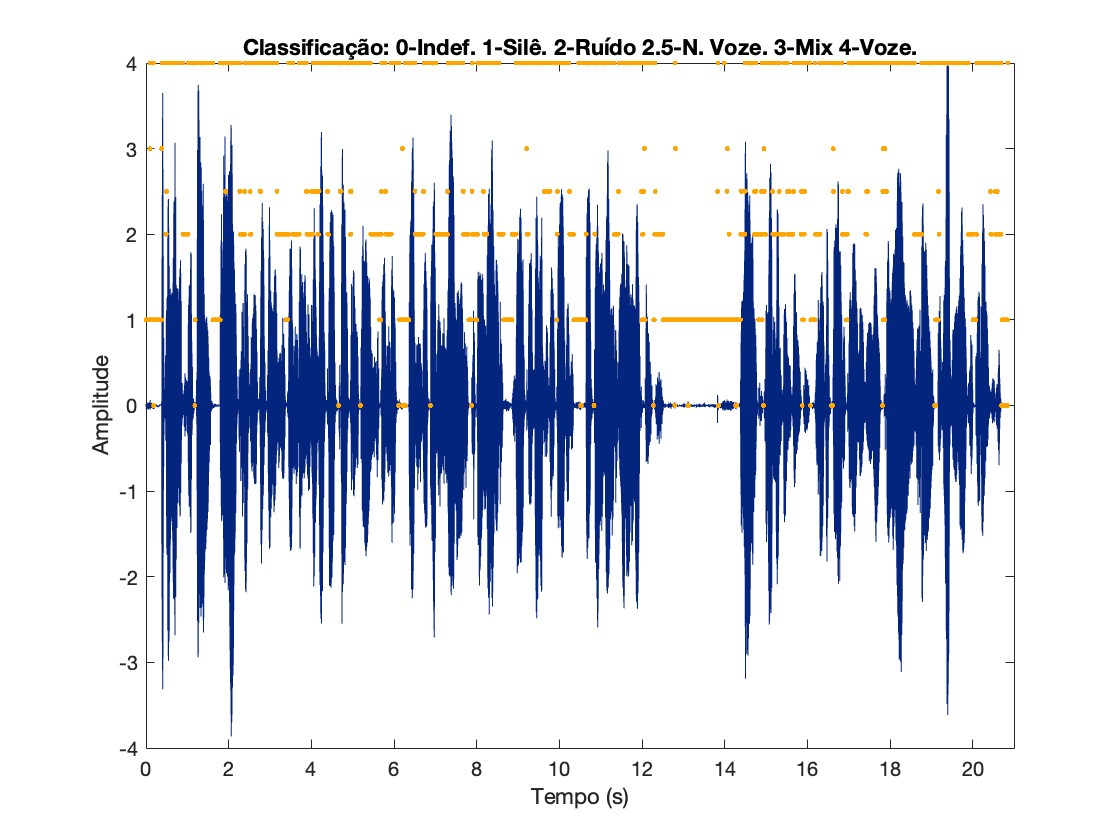 Classificação: 0-Indef. 1-Silê. 2-Ruído 2.5-N. Voze. 3-Mix 4-Voze.
4
3
2
1
0
-1
-2
-3
-4
Amplitude
0 2 4 6 8 10 12 14 16 18 20
Tempo (s)